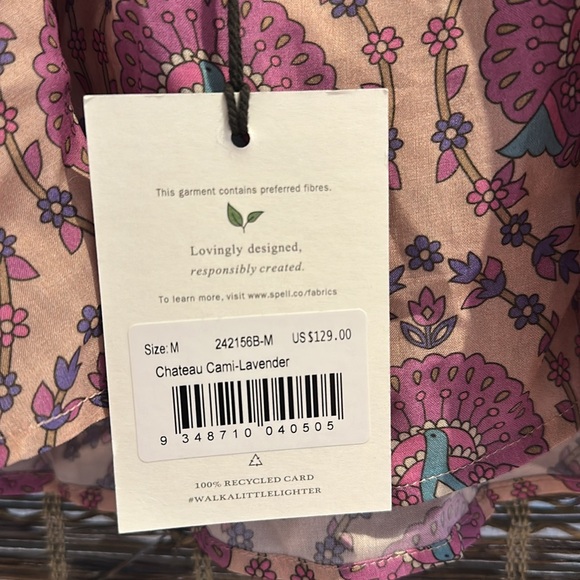 This garment contains preferred fibres.
Lovingly designed,
responsibly created.
To learn more, visit www.spell.co/fabrics
Size: M 242156B-M US$129.00
Chateau Cami-Lavender
9 348710 040505
100% RECYCLED CARD
#WALKALITTLELIGHTER